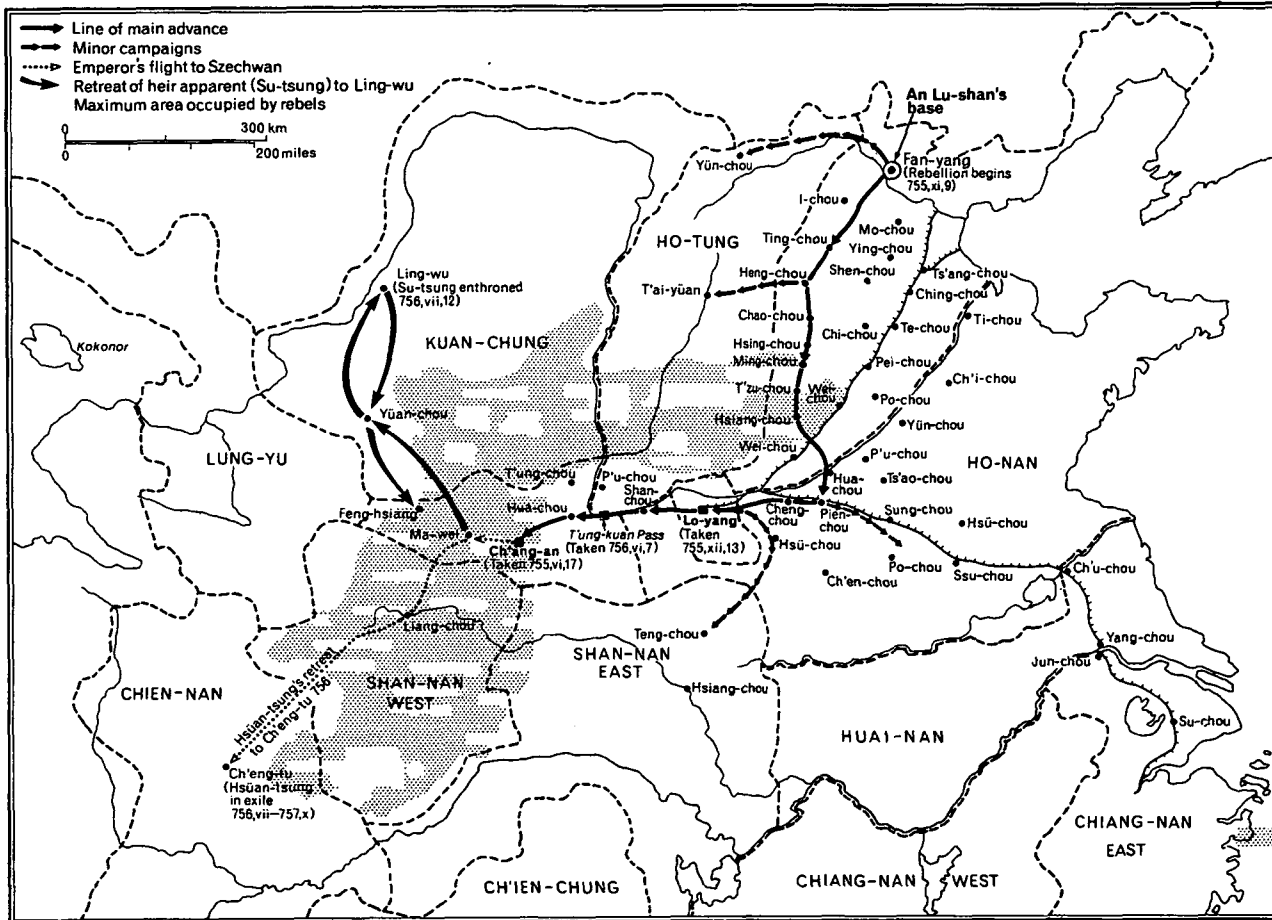 Line of main advance
Minor campaigns
Emperor's flight to Szechwan
Retreat of heir apparent (Su-tsung) to Ling-wu
Maximum area occupied by rebels
0 300 km
0 200 miles
An Lu-shan's
base
Fan-yang
(Rebellion begins
755,xi,9)
Yün-chou
I-chou
Mo-chou
HO-TUNG
Ting-chou
Ying-chou
Shen-chou
Ts'ang-chou
Heng-chou
Ling-wu
(Su-tsung enthroned
756,vii,12)
T'ai-yüan
Ching-chou
Chao-chou
Ti-chou
Chi-chou
Te-chou
Kokonor
KUAN-CHUNG
Hsing-chou
Ming-chou
Pei-chou
Ch'i-chou
T'zu-chou
Wei-
chou
Po-chou
Yüan-chou
Hsiang-chou
Yün-chou
LUNG-YU
Wei-chou
P'u-chou
HO-NAN
T'ung-chou
P'u-chou
Hua-
chou
Ts'ao-chou
Shan-
chou
Feng-hsiang
Hua-chou
Lo-yang
(Taken
755,xii,13)
Cheng-
chou
Pien-
chou
Sung-chou
Hsü-chou
Ma-wei
T'ung-kuan Pass
(Taken 756,vi,7)
Ch'ang-an
(Taken 755,vi,17)
Hsü-chou
Po-chou
Ssu-chou
Ch'u-chou
Ch'en-chou
Liang-chou
Teng-chou
SHAN-NAN
EAST
Yang-chou
Jun-chou
CHIEN-NAN
Hsüan-tsung's retreat
to Ch'eng-tu 756
SHAN-NAN
WEST
Hsiang-chou
Su-chou
HUAI-NAN
Ch'eng-tu
(Hsüan-tsung
in exile
756,vii—757,x)
CHIANG-NAN
EAST
CH'IEN-CHUNG
CHIANG-NAN WEST